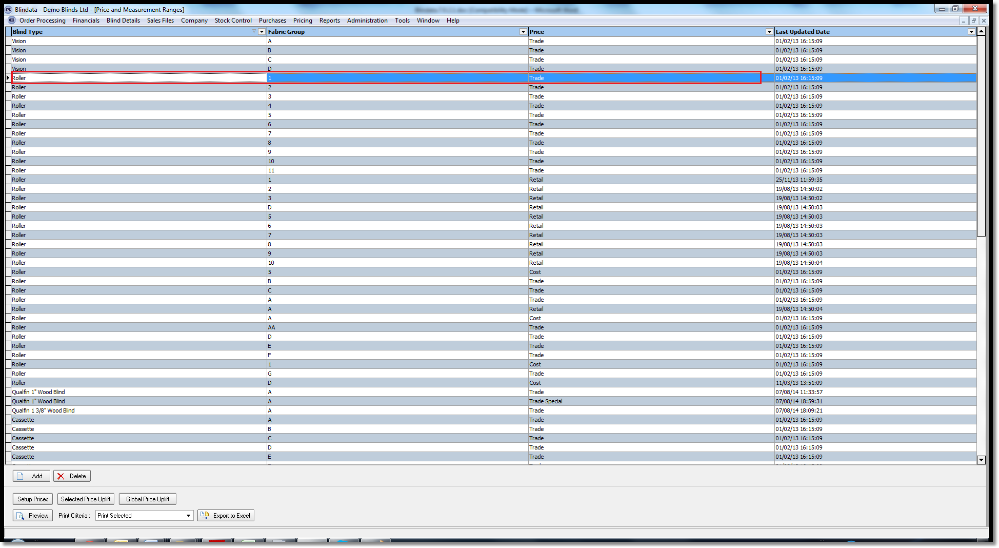 Blindata - Demo Blinds Ltd - [Price and Measurement Ranges]
Order Processing Financials Blind Details Sales Files Company Stock Control Purchases Pricing Reports Administration Tools Window Help
Blind Type Fabric Group Price Last Updated Date
Vision A Trade 01/02/13 16:15:09
Vision B Trade 01/02/13 16:15:09
Vision C Trade 01/02/13 16:15:09
Vision D Trade 01/02/13 16:15:09
Roller 1 Trade 01/02/13 16:15:09
Roller 2 Trade 01/02/13 16:15:09
Roller 3 Trade 01/02/13 16:15:09
Roller 4 Trade 01/02/13 16:15:09
Roller 5 Trade 01/02/13 16:15:09
Roller 6 Trade 01/02/13 16:15:09
Roller 7 Trade 01/02/13 16:15:09
Roller 8 Trade 01/02/13 16:15:09
Roller 9 Trade 01/02/13 16:15:09
Roller 10 Trade 01/02/13 16:15:09
Roller 11 Trade 01/02/13 16:15:09
Roller 1 Retail 25/11/13 11:59:35
Roller 2 Retail 19/08/13 14:50:02
Roller 3 Retail 19/08/13 14:50:02
Roller D Retail 19/08/13 14:50:03
Roller 5 Retail 19/08/13 14:50:03
Roller 6 Retail 19/08/13 14:50:03
Roller 7 Retail 19/08/13 14:50:03
Roller 8 Retail 19/08/13 14:50:03
Roller 9 Retail 19/08/13 14:50:03
Roller 10 Retail 19/08/13 14:50:04
Roller 5 Cost 01/02/13 16:15:09
Roller B Trade 01/02/13 16:15:09
Roller C Trade 01/02/13 16:15:09
Roller A Trade 01/02/13 16:15:09
Roller A Retail 19/08/13 14:50:04
Roller A Cost 01/02/13 16:15:09
Roller AA Trade 01/02/13 16:15:09
Roller D Trade 01/02/13 16:15:09
Roller E Trade 01/02/13 16:15:09
Roller F Trade 01/02/13 16:15:09
Roller 1 Cost 01/02/13 16:15:09
Roller G Trade 01/02/13 16:15:09
Roller D Cost 11/03/13 13:51:09
Qualfin 1" Wood Blind A Trade 07/08/14 11:33:57
Qualfin 1" Wood Blind A Trade Special 07/08/14 18:59:31
Qualfin 1 3/8" Wood Blind A Trade 07/08/14 18:09:21
Cassette A Trade 01/02/13 16:15:09
Cassette B Trade 01/02/13 16:15:09
Cassette C Trade 01/02/13 16:15:09
Cassette D Trade 01/02/13 16:15:09
Cassette E Trade 01/02/13 16:15:09
Add Delete
Setup Prices Selected Price Uplift Global Price Uplift
Preview Print Criteria : Print Selected Export to Excel